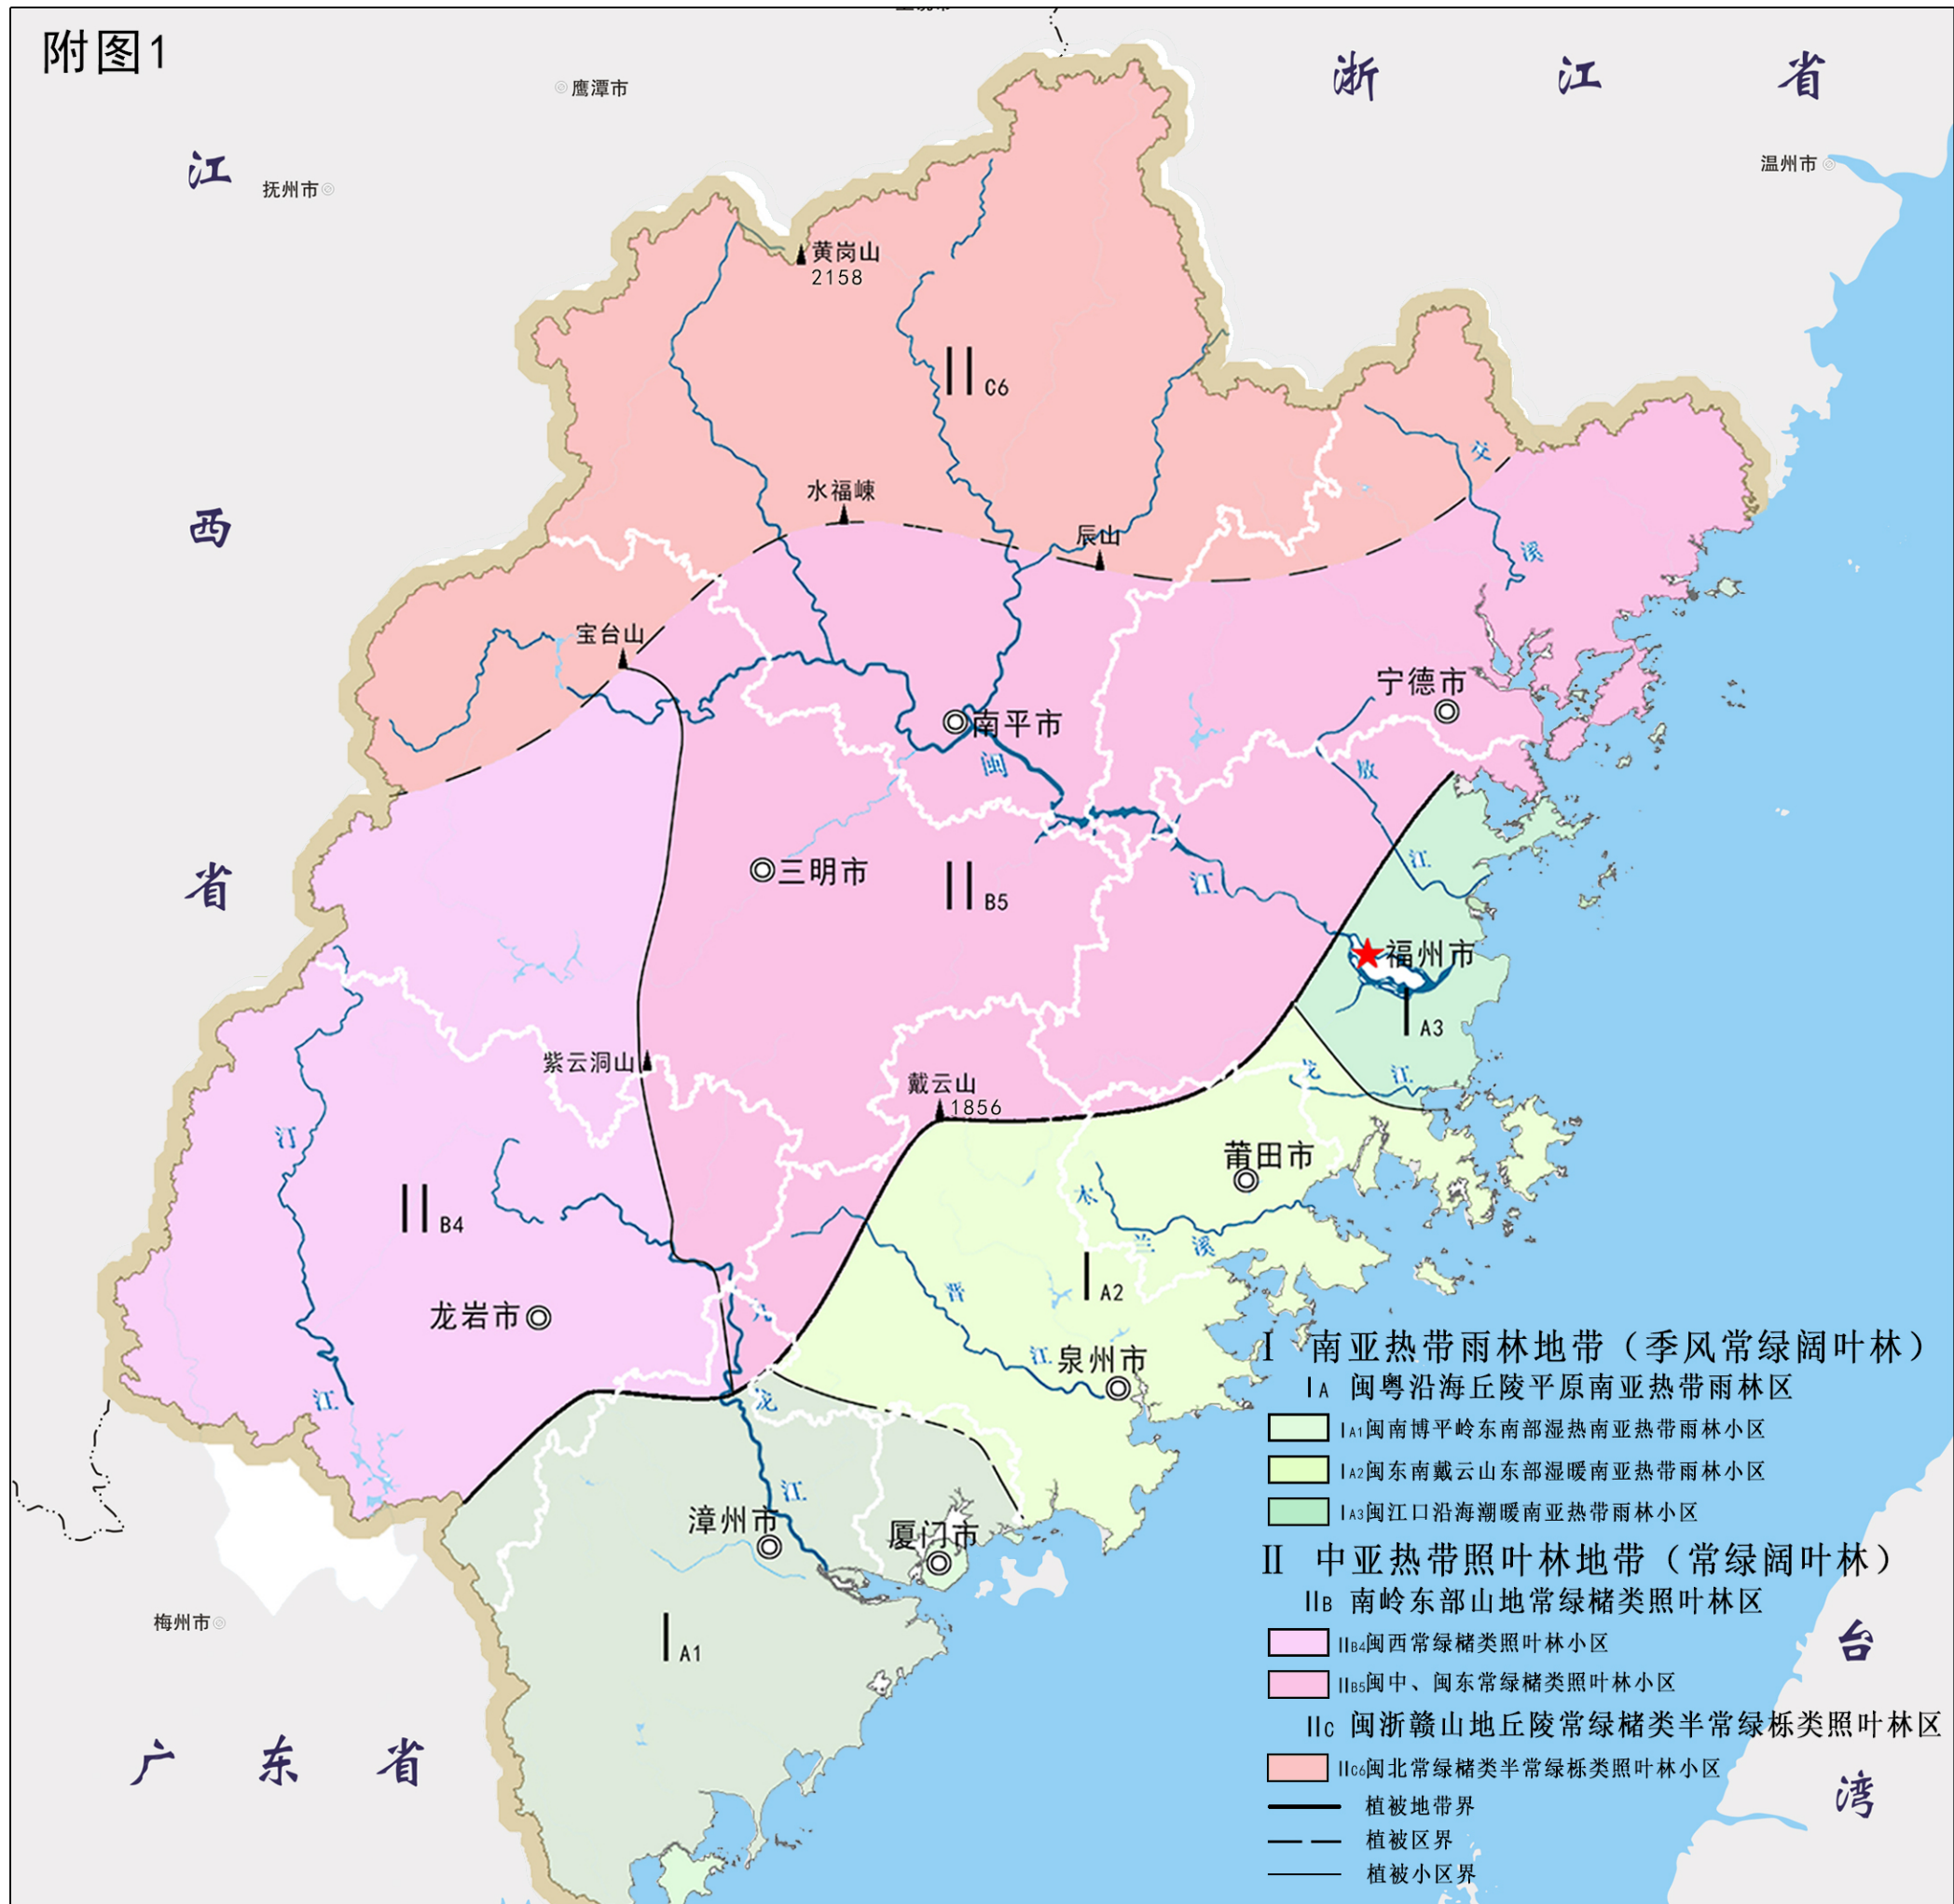 附图1
浙江省
鹰潭市
江西省
抚州市
温州市
黄岗山
2158
IIC6
交溪
水福崠
辰山
宝台山
宁德市
南平市
闽江
敖江
三明市
IIB5
福州市
IA3
紫云洞山
戴云山
1856
龙江
汀江
莆田市
木兰溪
IIB4
IA2
晋江
龙岩市
九龙江
泉州市
漳州市
厦门市
梅州市
IA1
广东省
台湾
I 南亚热带雨林地带（季风常绿阔叶林）
IA 闽粤沿海丘陵平原南亚热带雨林区
IA1闽南博平岭东南部湿热南亚热带雨林小区
IA2闽东南戴云山东部湿暖南亚热带雨林小区
IA3闽江口沿海潮暖南亚热带雨林小区
II 中亚热带照叶林地带（常绿阔叶林）
IIB 南岭东部山地常绿槠类照叶林区
IIB4闽西常绿槠类照叶林小区
IIB5闽中、闽东常绿槠类照叶林小区
IIC 闽浙赣山地丘陵常绿槠类半常绿栎类照叶林区
IIC6闽北常绿槠类半常绿栎类照叶林小区
植被地带界
植被区界
植被小区界